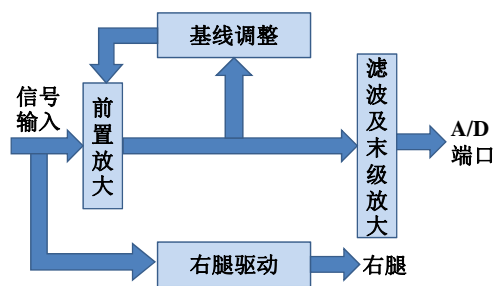 基线调整
信号
输入
前置放大
滤波及末级放大
A/D
端口
右腿驱动
右腿